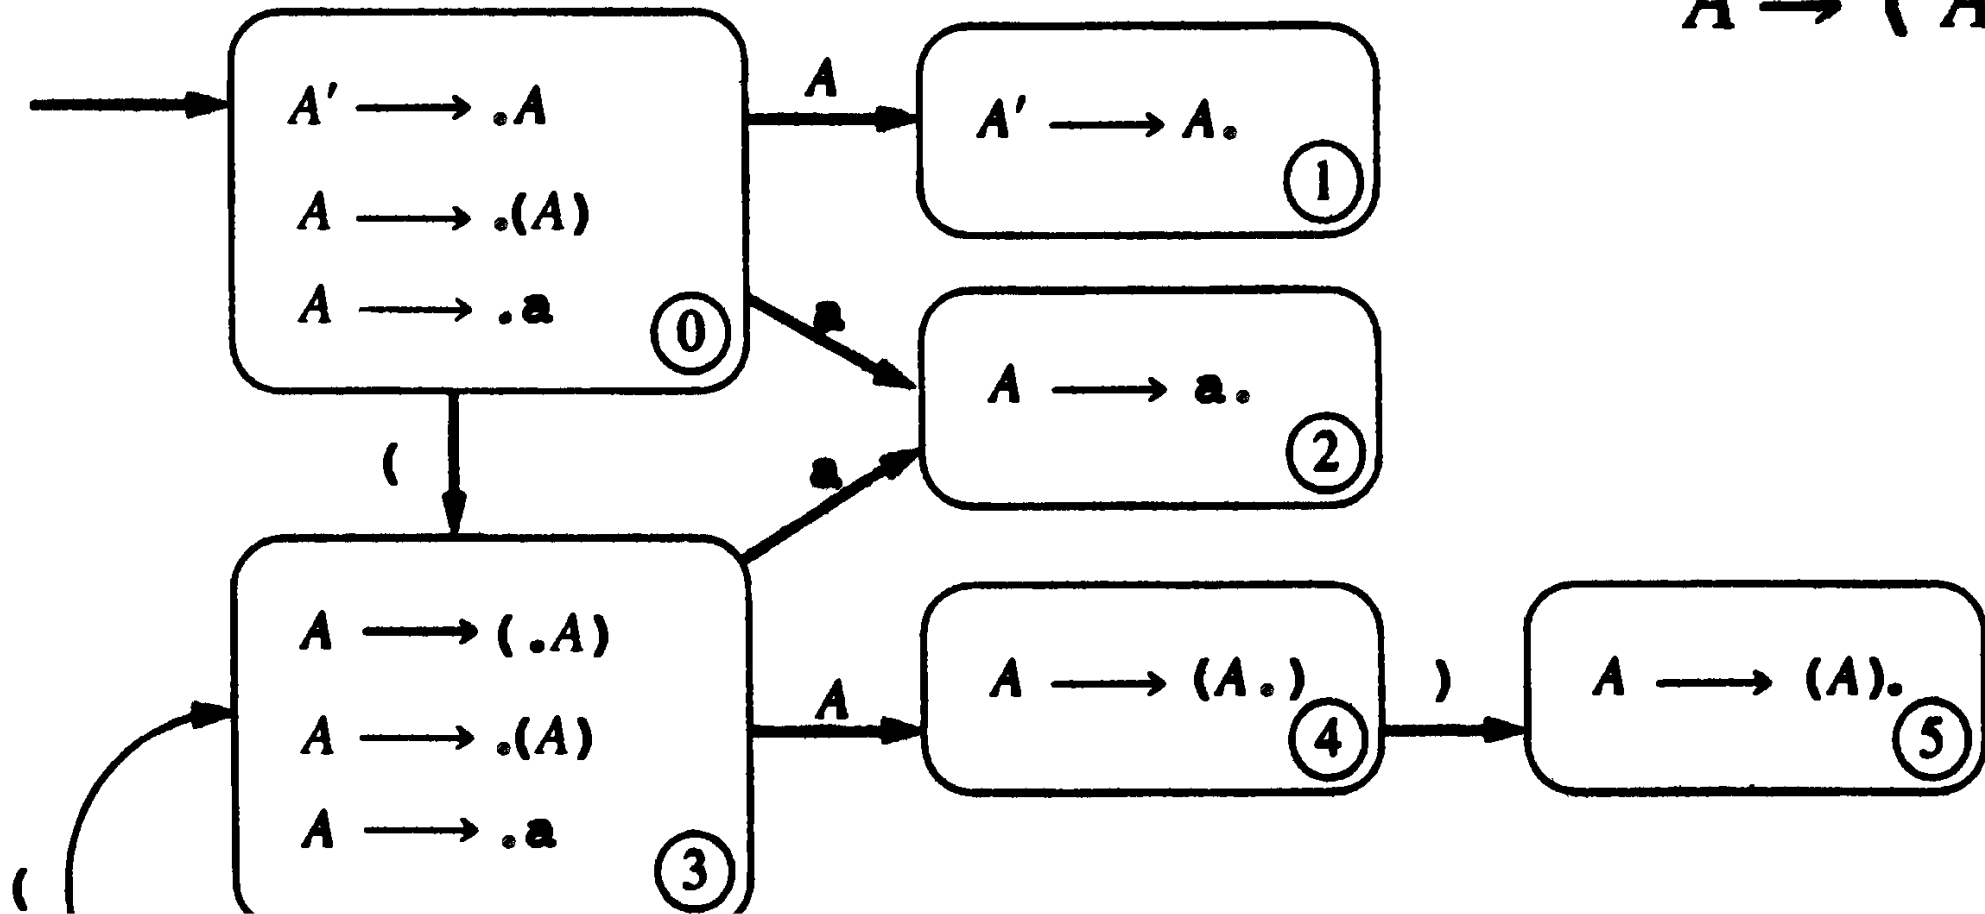 A → ( A
A' → .A
A → .(A)
A → .a
0
A
A' → A.
1
a
A → a.
2
(
a
A → (.A)
A → .(A)
A → .a
3
A
A → (A.)
4
)
A → (A).
5
(